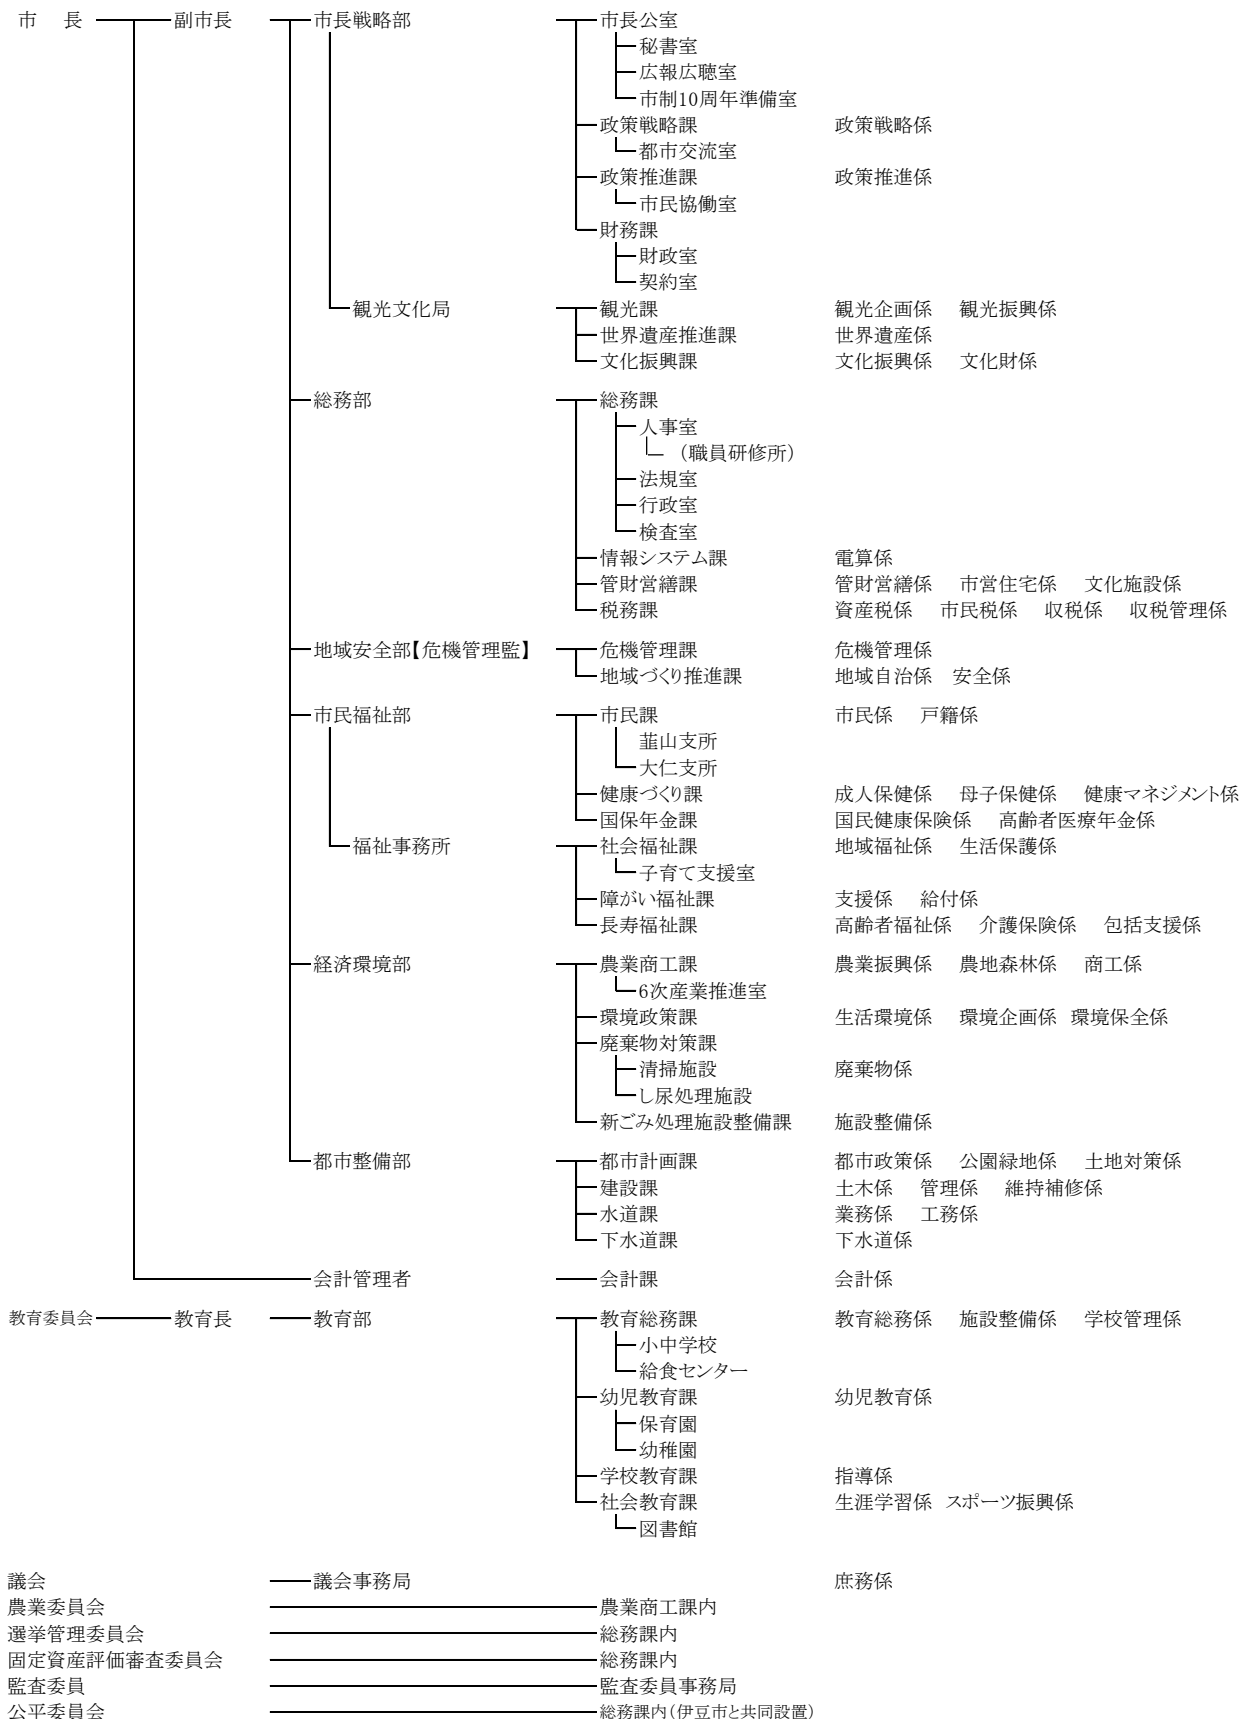 市　長　副市長　市長戦略部　市長公室
秘書室
広報広聴室
市制10周年準備室
政策戦略課　政策戦略係
都市交流室
政策推進課　政策推進係
市民協働室
財務課
財政室
契約室
観光文化局　観光課　観光企画係　観光振興係
世界遺産推進課　世界遺産係
文化振興課　文化振興係　文化財係
総務部　総務課
人事室
（職員研修所）
法規室
行政室
検査室
情報システム課　電算係
管財営繕課　管財営繕係　市営住宅係　文化施設係
税務課　資産税係　市民税係　収税係　収税管理係
地域安全部【危機管理監】　危機管理課　危機管理係
地域づくり推進課　地域自治係　安全係
市民福祉部　市民課　市民係　戸籍係
韮山支所
大仁支所
健康づくり課　成人保健係　母子保健係　健康マネジメント係
国保年金課　国民健康保険係　高齢者医療年金係
福祉事務所　社会福祉課　地域福祉係　生活保護係
子育て支援室
障がい福祉課　支援係　給付係
長寿福祉課　高齢者福祉係　介護保険係　包括支援係
経済環境部　農業商工課　農業振興係　農地森林係　商工係
6次産業推進室
環境政策課　生活環境係　環境企画係　環境保全係
廃棄物対策課
清掃施設　廃棄物係
し尿処理施設
新ごみ処理施設整備課　施設整備係
都市整備部　都市計画課　都市政策係　公園緑地係　土地対策係
建設課　土木係　管理係　維持補修係
水道課　業務係　工務係
下水道課　下水道係
会計管理者　会計課　会計係
教育委員会　教育長　教育部　教育総務課　教育総務係　施設整備係　学校管理係
小中学校
給食センター
幼児教育課　幼児教育係
保育園
幼稚園
学校教育課　指導係
社会教育課　生涯学習係　スポーツ振興係
図書館
議会　議会事務局　庶務係
農業委員会　農業商工課内
選挙管理委員会　総務課内
固定資産評価審査委員会　総務課内
監査委員　監査委員事務局
公平委員会　総務課内（伊豆市と共同設置）